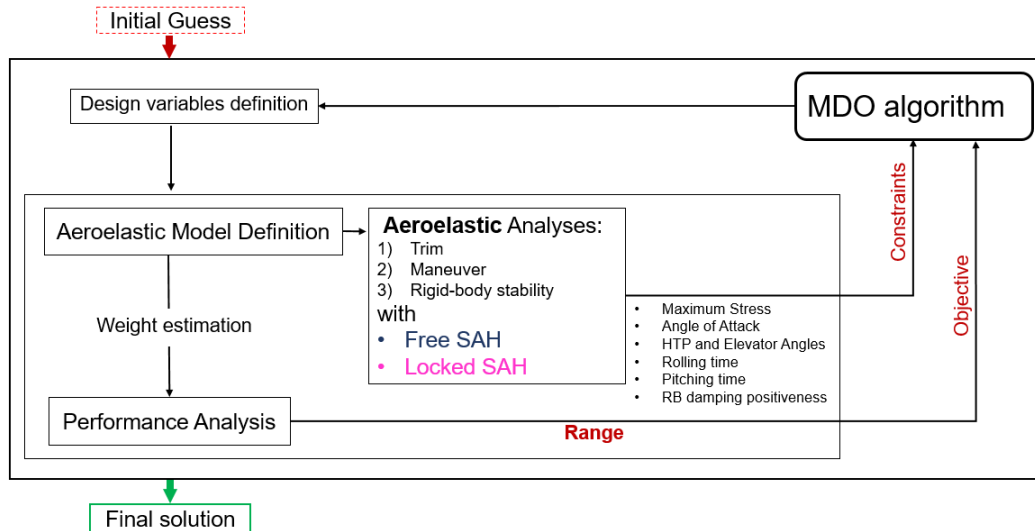 Initial Guess
Design variables definition
MDO algorithm
Aeroelastic Model Definition
Aeroelastic Analyses:
1) Trim
2) Maneuver
3) Rigid-body stability
with
• Free SAH
• Locked SAH
Constraints
Objective
Weight estimation
• Maximum Stress
• Angle of Attack
• HTP and Elevator Angles
• Rolling time
• Pitching time
• RB damping positiveness
Performance Analysis
Range
Final solution